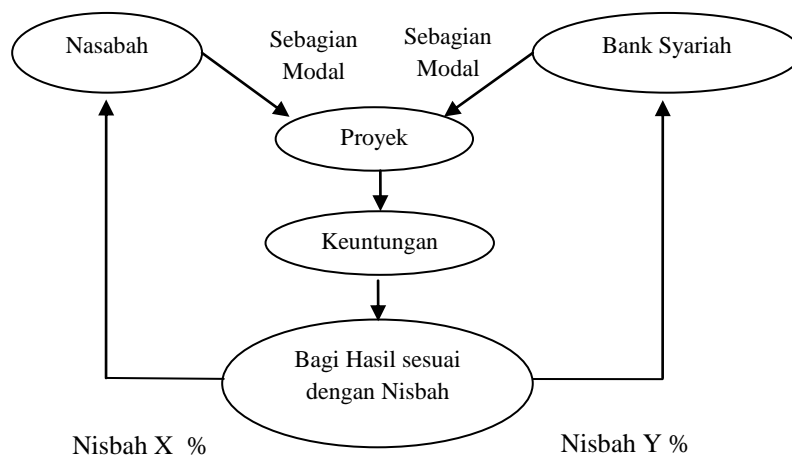 Nasabah
Sebagian
Modal
Sebagian
Modal
Bank Syariah
Proyek
Keuntungan
Bagi Hasil sesuai
dengan Nisbah
Nisbah X %
Nisbah Y %